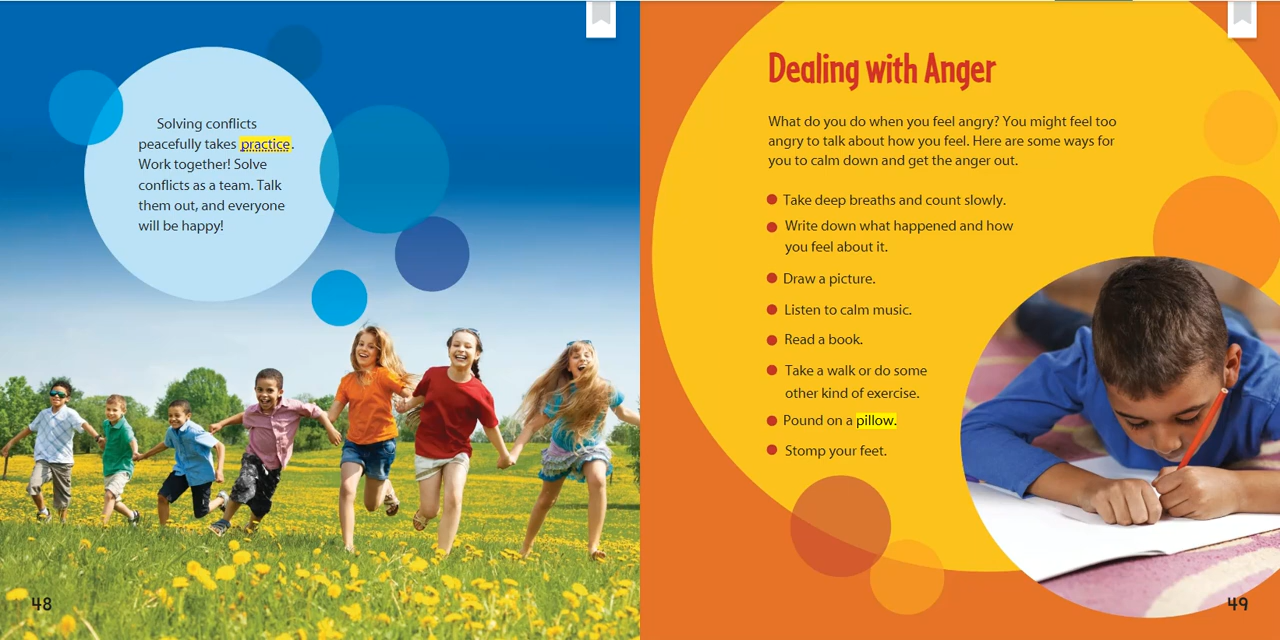 Solving conflicts
peacefully takes practice.
Work together! Solve
conflicts as a team. Talk
them out, and everyone
will be happy!
48
Dealing with Anger
What do you do when you feel angry? You might feel too
angry to talk about how you feel. Here are some ways for
you to calm down and get the anger out.
Take deep breaths and count slowly.
Write down what happened and how
you feel about it.
Draw a picture.
Listen to calm music.
Read a book.
Take a walk or do some
other kind of exercise.
Pound on a pillow.
Stomp your feet.
49